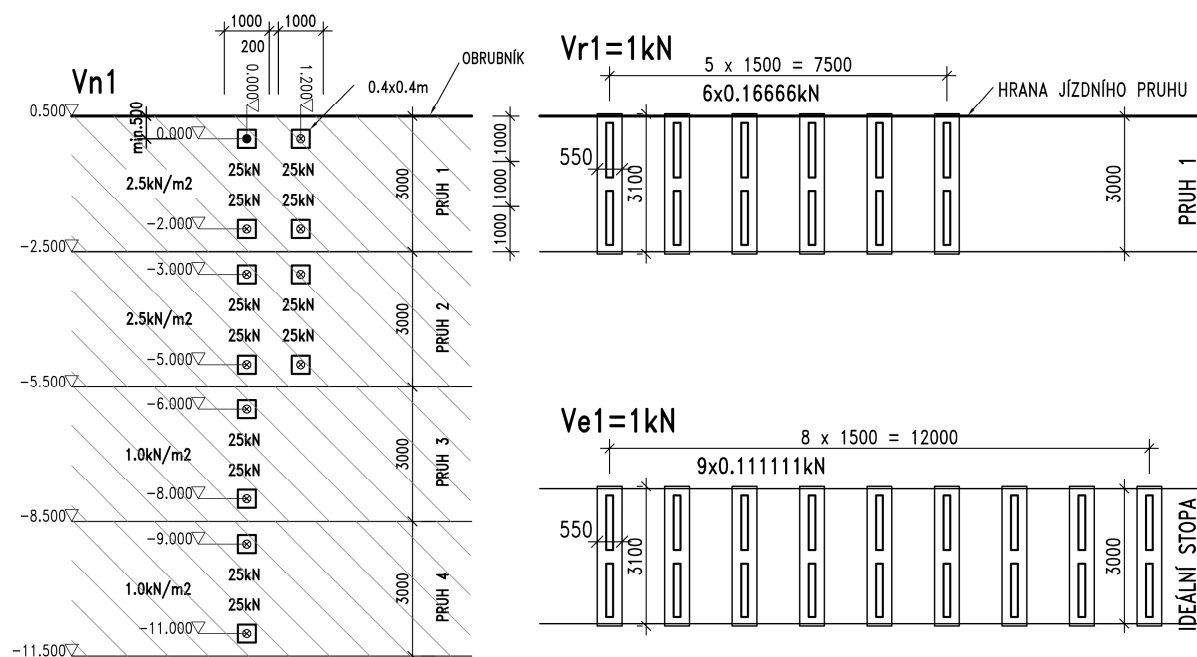 Vn1
1000
1000
200
0.000
1.200
OBRUBNÍK
0.4x0.4m
0.500
min.500
0.000
25kN
25kN
2.5kN/m2
25kN
25kN
-2.000
3000
PRUH 1
-2.500
-3.000
25kN
25kN
2.5kN/m2
25kN
25kN
-5.000
3000
PRUH 2
-5.500
-6.000
25kN
1.0kN/m2
25kN
-8.000
3000
PRUH 3
-8.500
-9.000
25kN
1.0kN/m2
25kN
-11.000
3000
PRUH 4
-11.500
Vr1=1kN
5 x 1500 = 7500
6x0.16666kN
HRANA JÍZDNÍHO PRUHU
1000
1000
1000
550
3100
3000
PRUH 1
Ve1=1kN
8 x 1500 = 12000
9x0.111111kN
550
3100
3000
IDEÁLNÍ STOPA